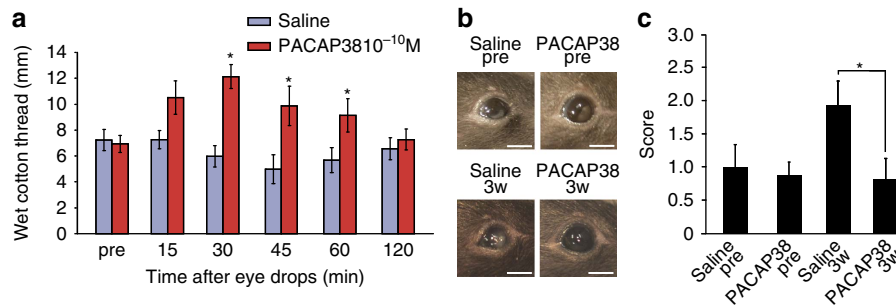 a
Saline
PACAP3810⁻¹⁰M
Wet cotton thread (mm)
14
12
10
8
6
4
2
0
*
*
*
pre 15 30 45 60 120
Time after eye drops (min)
b
Saline pre
PACAP38 pre
Saline 3w
PACAP38 3w
c
Score
3.0
2.5
2.0
1.5
1.0
0.5
0
*
Saline pre
PACAP38 pre
Saline 3w
PACAP38 3w